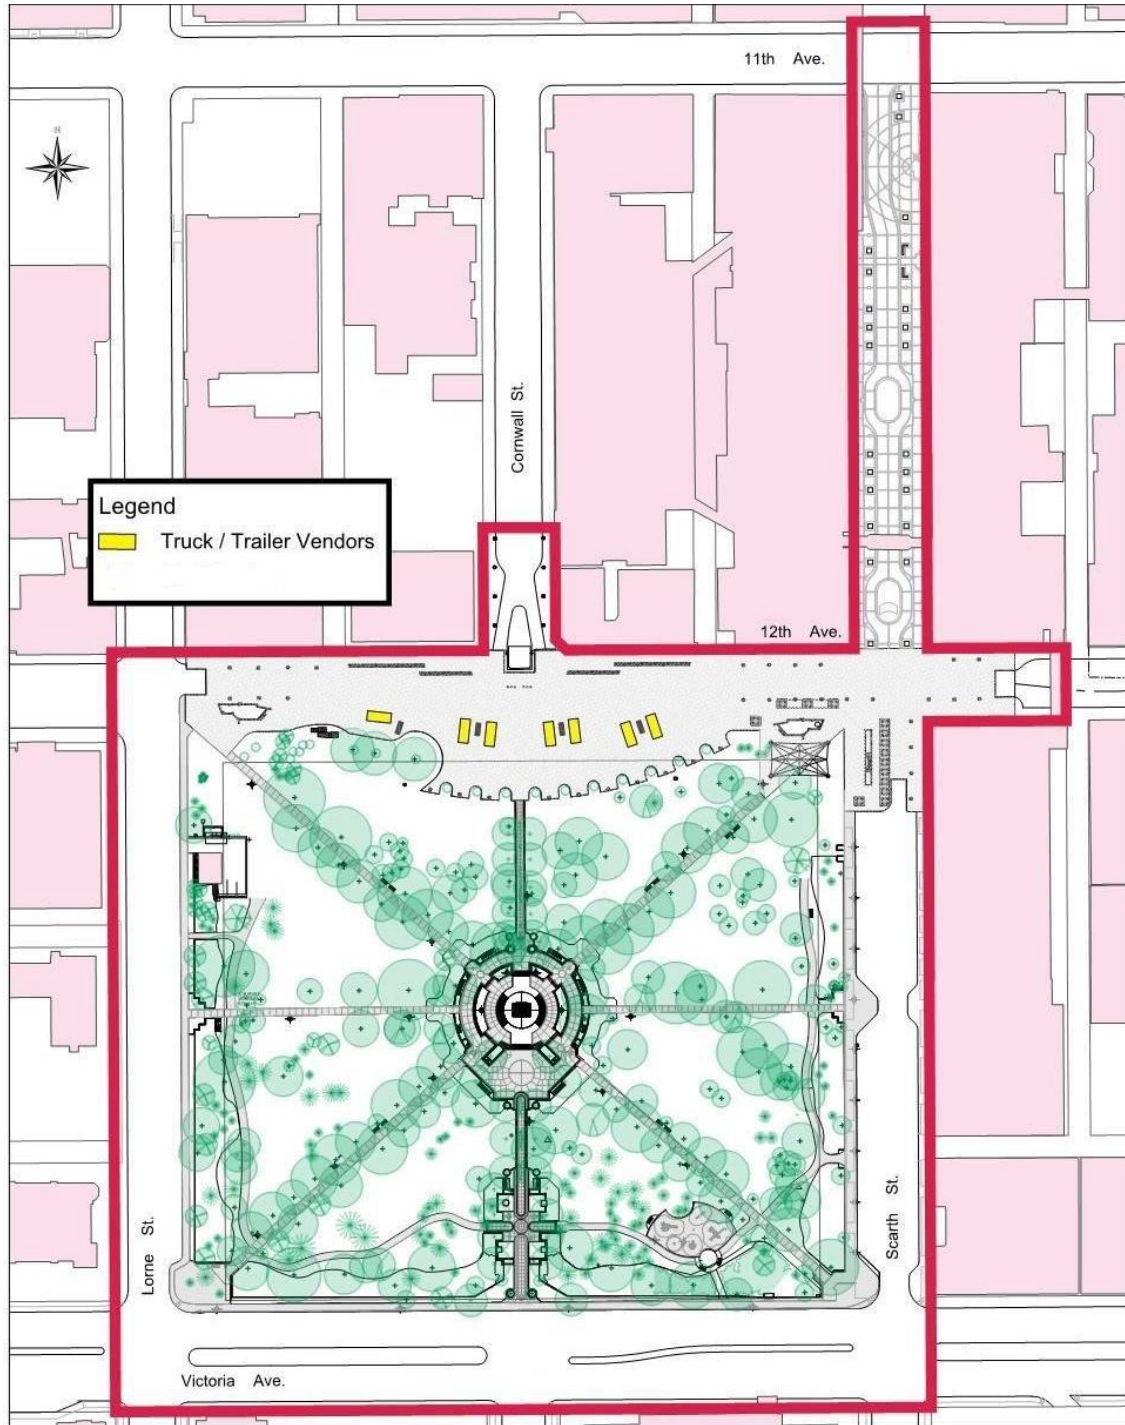 11th Ave.
Cornwall St.
Legend
Truck / Trailer Vendors
12th Ave.
Lorne St.
Scarth St.
Victoria Ave.